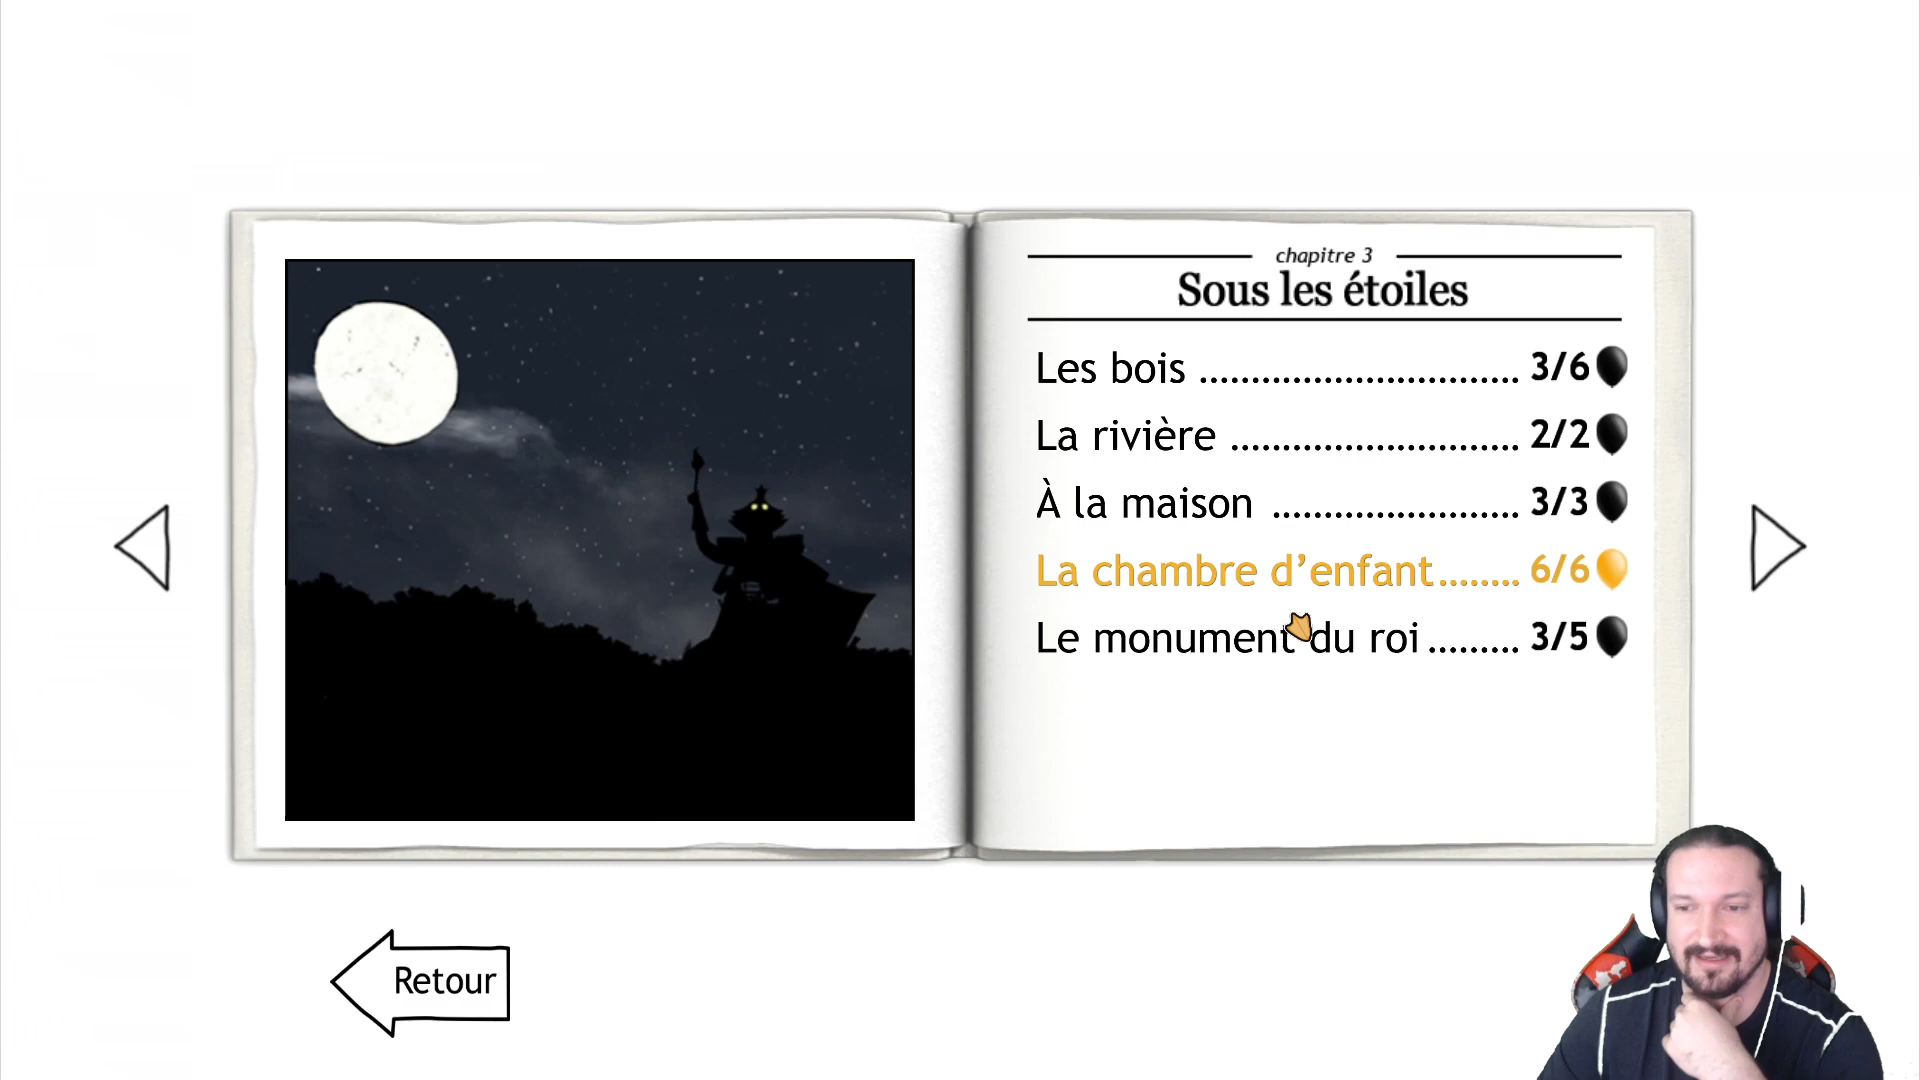 chapitre 3
Sous les étoiles
Les bois ............................... 3/6
La rivière ............................ 2/2
À la maison ........................ 3/3
La chambre d’enfant........ 6/6
Le monument du roi......... 3/5
Retour